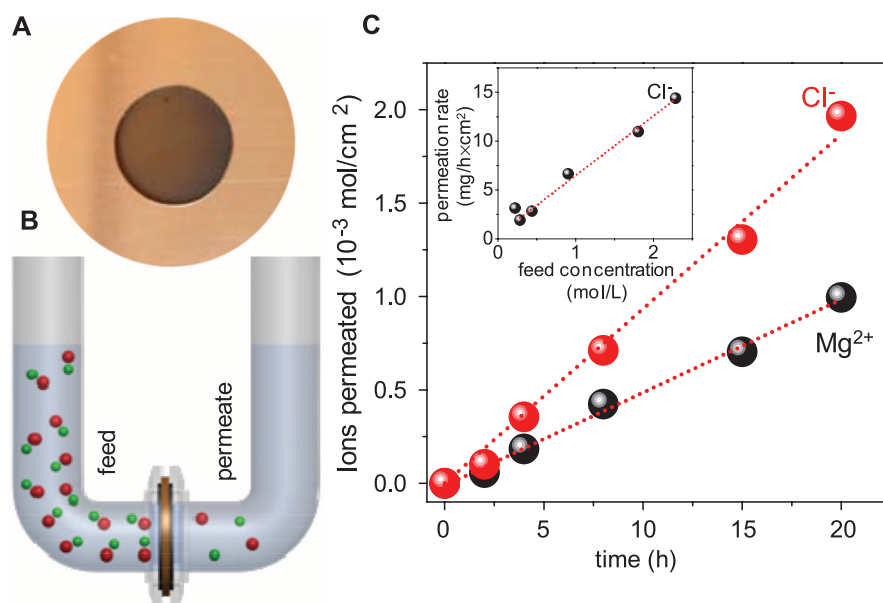 A
B
feed
permeate
C
Ions permeated (10⁻³ mol/cm²)
2.0
1.5
1.0
0.5
0.0
0
5
10
15
20
time (h)
Cl⁻
Mg²⁺
permeation rate
(mg/h×cm²)
15
10
5
0
0
1
2
feed concentration
(mol/L)
Cl⁻